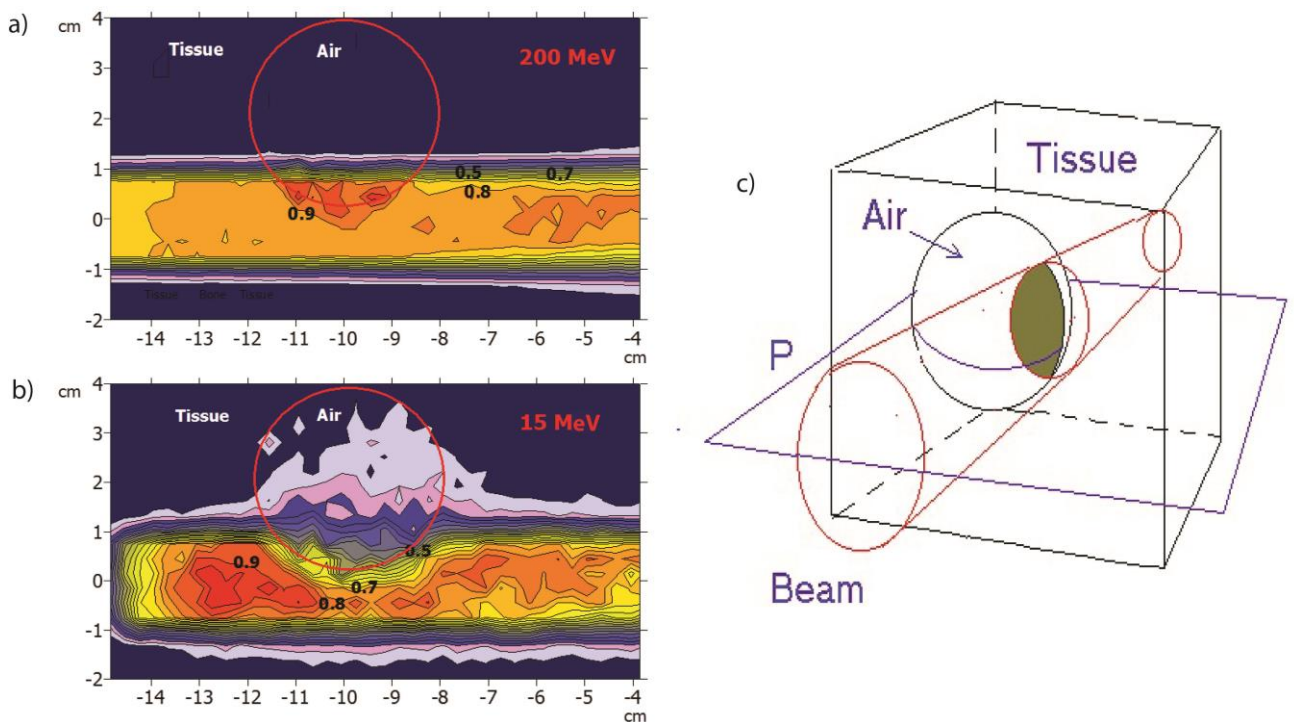 a)
cm
4
3
2
1
0
-1
-2
Tissue
Air
200 MeV
0.5
0.7
0.8
0.9
Tissue Bone Tissue
-14 -13 -12 -11 -10 -9 -8 -7 -6 -5 -4
cm
b)
cm
4
3
2
1
0
-1
-2
Tissue
Air
15 MeV
0.9
0.5
0.7
0.8
-14 -13 -12 -11 -10 -9 -8 -7 -6 -5 -4
cm
c)
Tissue
Air
P
Beam